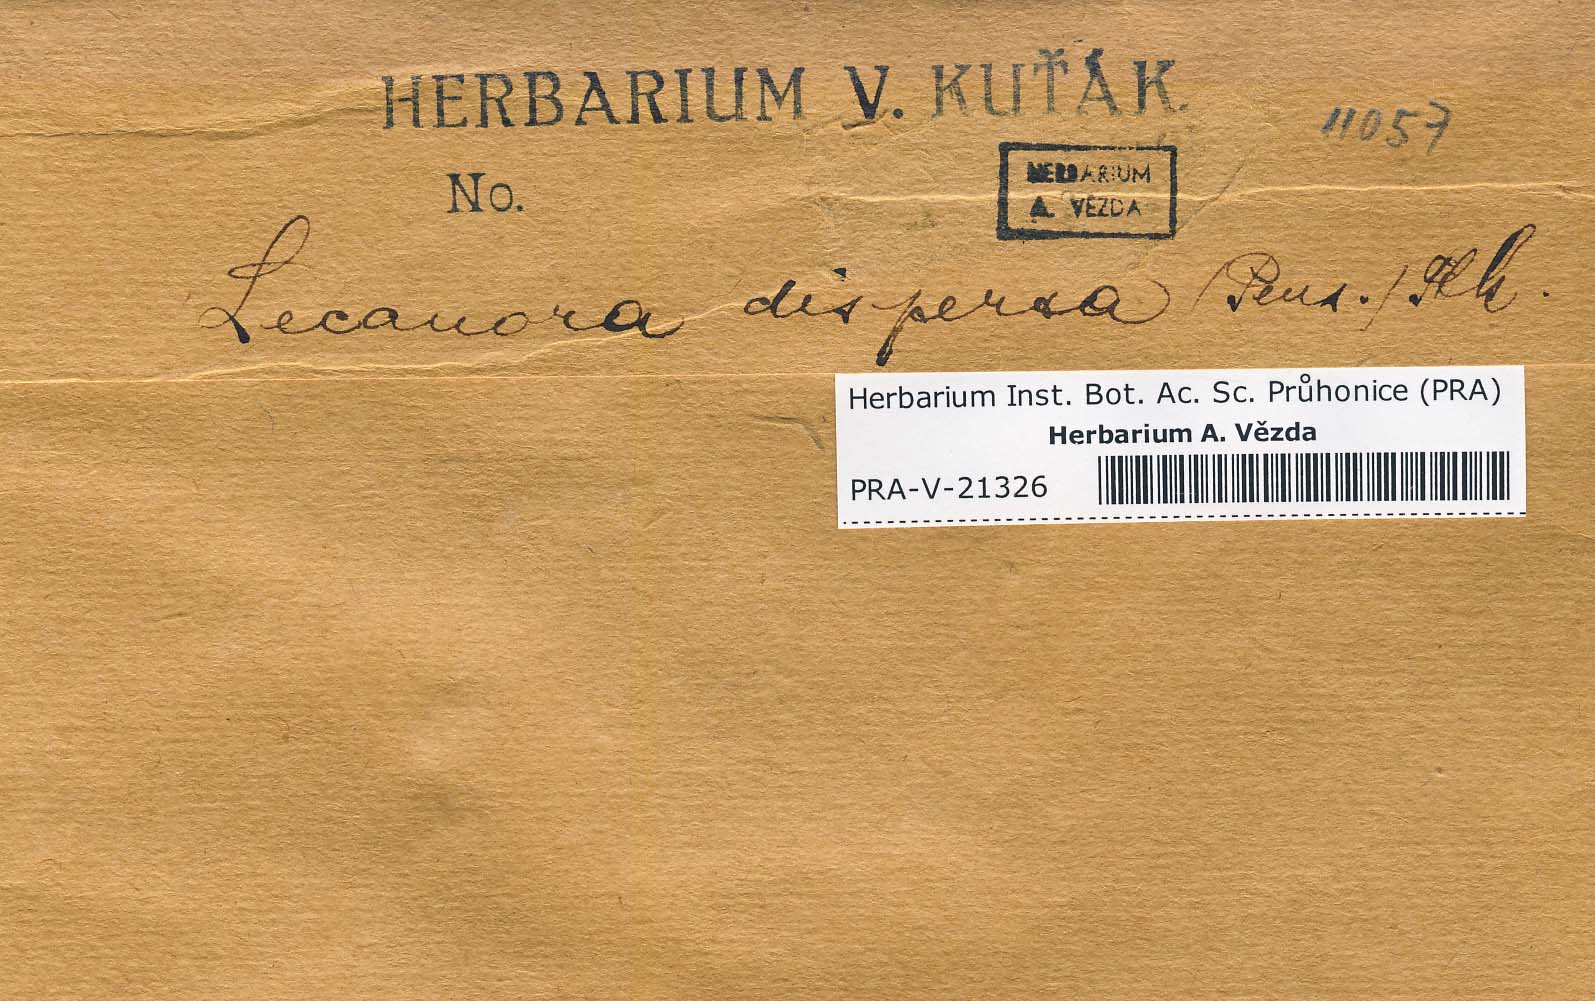 HERBARIUM V. KUŤÁK.
11057
No.
HERBARIUM
A. VĚZDA
Lecanora dispersa (Pers.) Flk.
Herbarium Inst. Bot. Ac. Sc. Průhonice (PRA)
Herbarium A. Vězda
PRA-V-21326